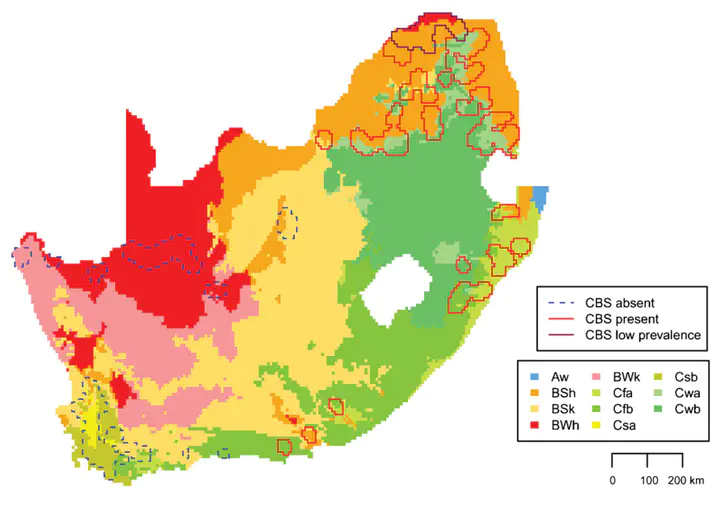 CBS absent
CBS present
CBS low prevalence
Aw BWk Csb
BSh Cfa Cwa
BSk Cfb Cwb
BWh Csa
0 100 200 km